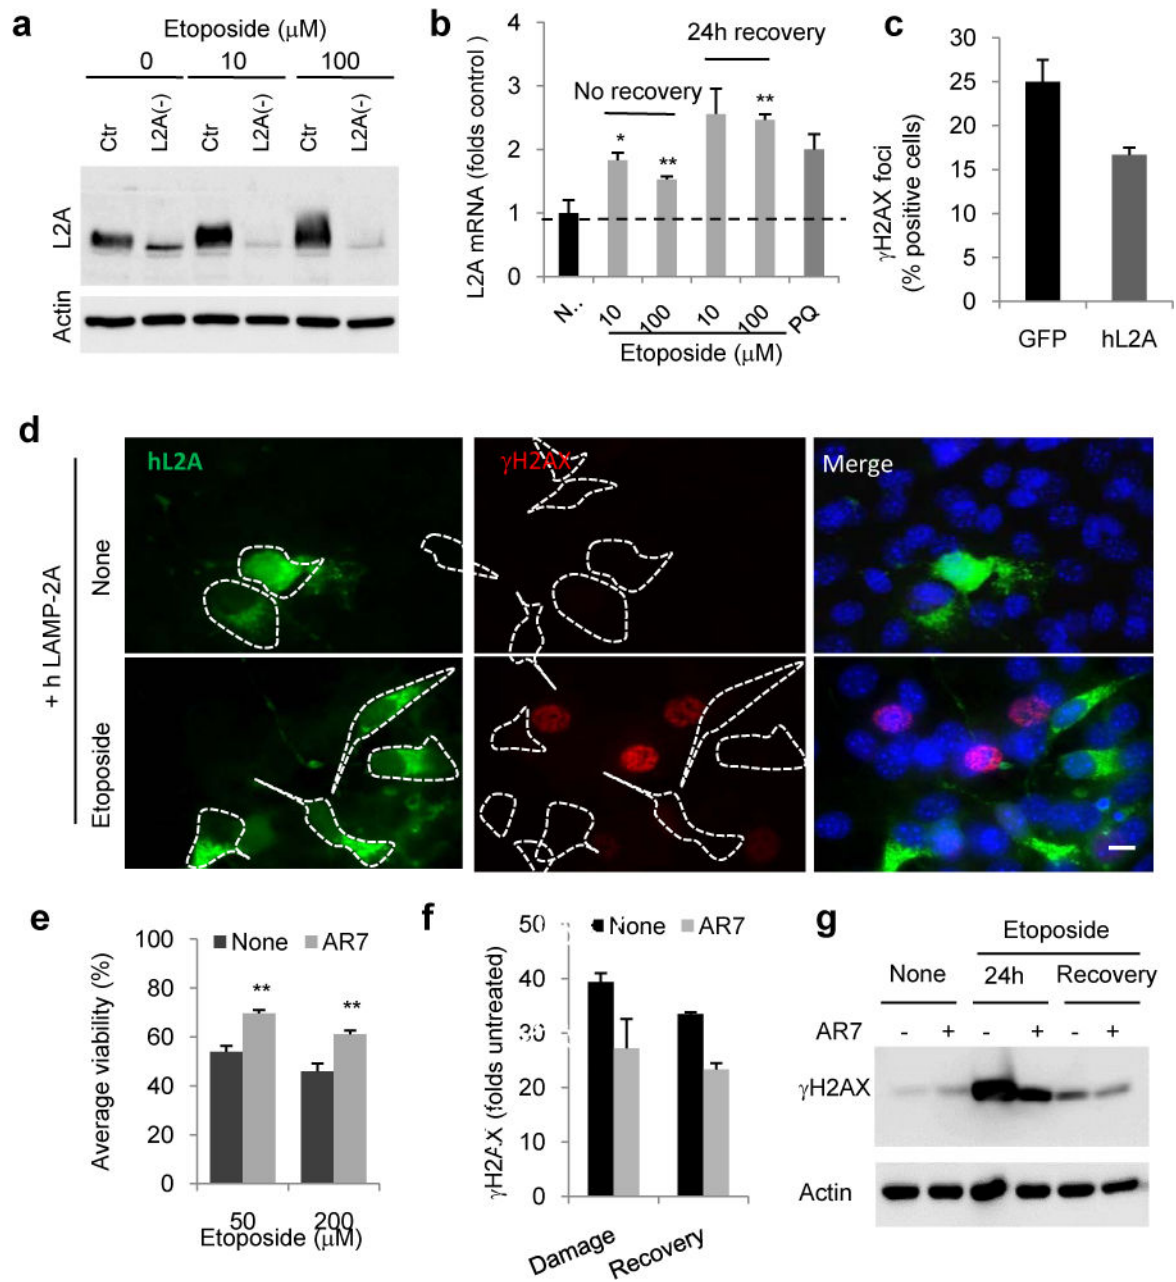 a
Etoposide (μM)
0 10 100
Ctr L2A(-) Ctr L2A(-) Ctr L2A(-)
L2A
Actin
b
L2A mRNA (folds control )
4
3
2
1
0
No recovery
24h recovery
* ** **
N.. 10 100 10 100 PQ
Etoposide (μM)
c
γH2AX foci
(% positive cells)
30
25
20
15
10
5
0
GFP hL2A
d
+ h LAMP-2A
None
Etoposide
hL2A
γH2AX
Merge
e
Average viability (%)
100
80
60
40
20
0
None AR7
** **
50 200
Etoposide (μM)
f
γH2AX (folds untreated)
50
40
30
20
10
0
None AR7
Damage Recovery
g
Etoposide
None 24h Recovery
AR7 - + - + - +
γH2AX
Actin